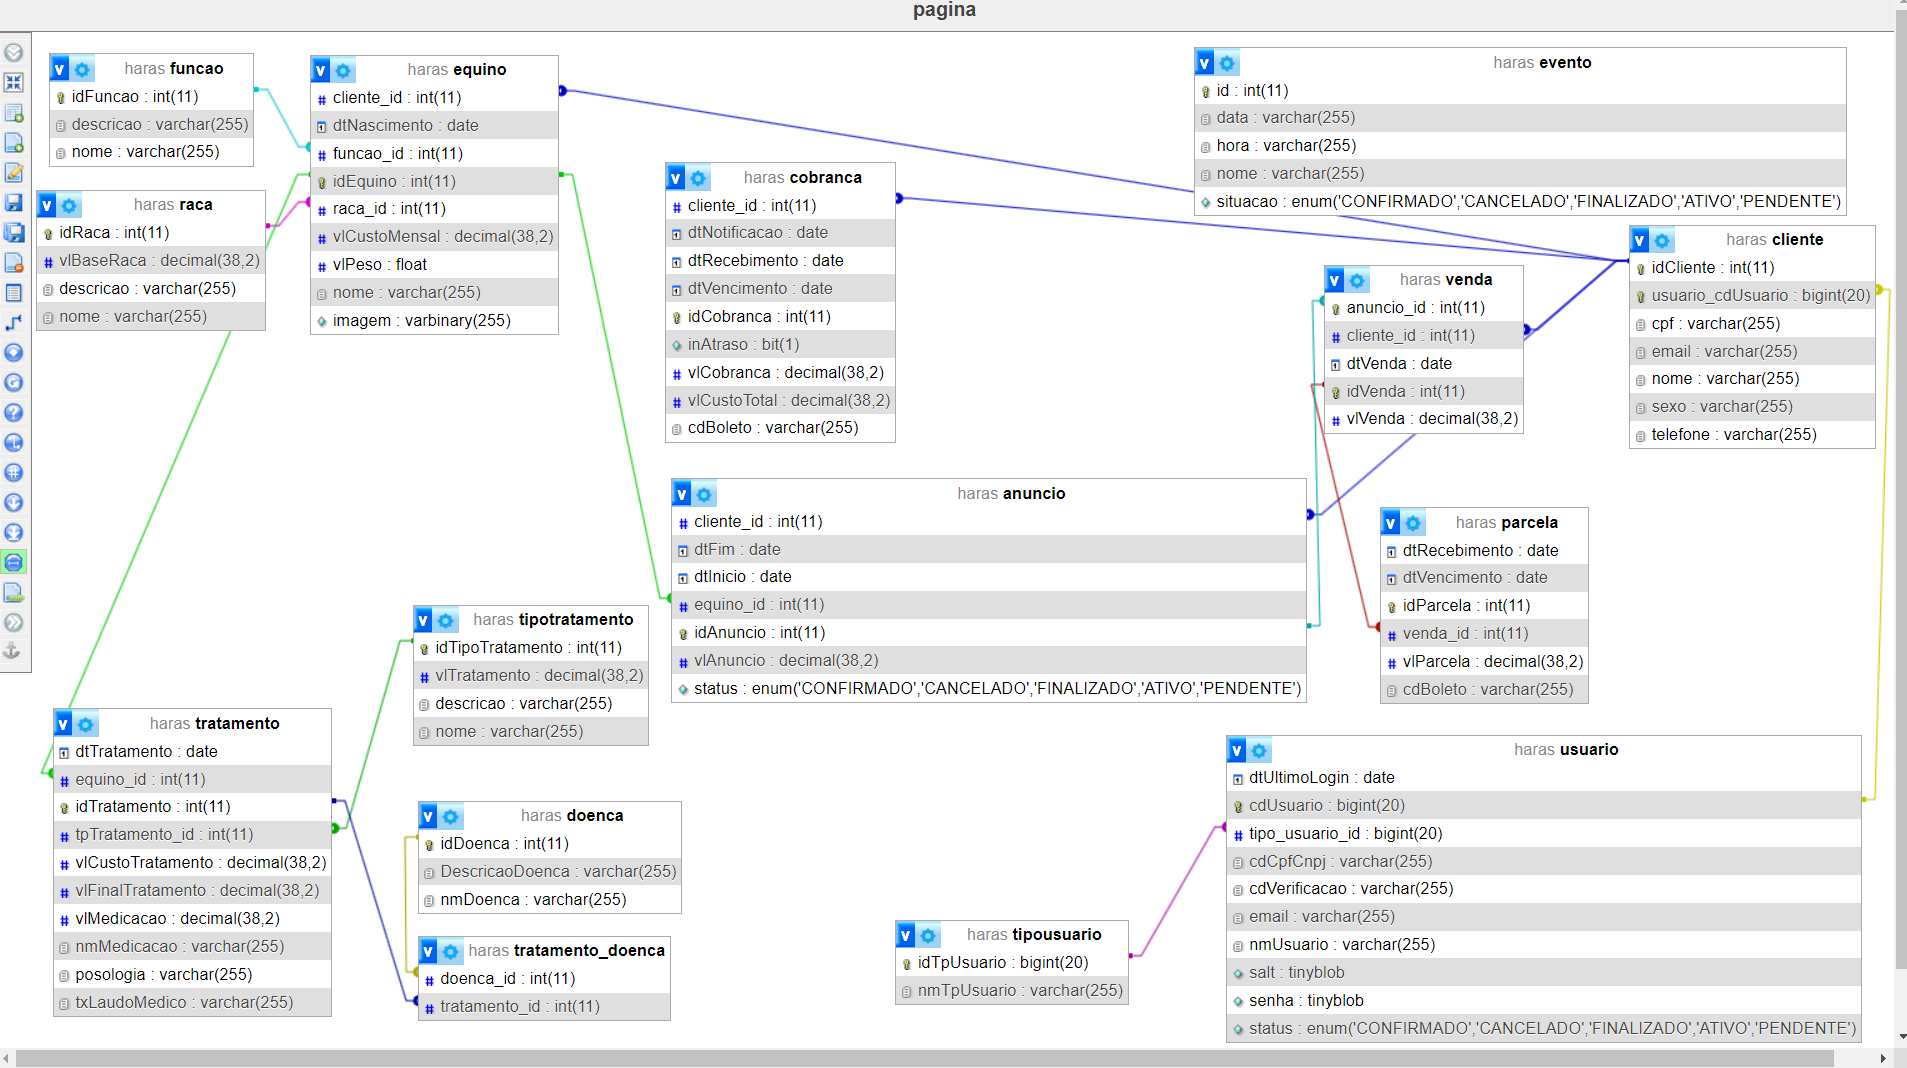 pagina
haras funcao
idFuncao : int(11)
descricao : varchar(255)
nome : varchar(255)
haras raca
idRaca : int(11)
vlBaseRaca : decimal(38,2)
descricao : varchar(255)
nome : varchar(255)
haras equino
cliente_id : int(11)
dtNascimento : date
funcao_id : int(11)
idEquino : int(11)
raca_id : int(11)
vlCustoMensal : decimal(38,2)
vlPeso : float
nome : varchar(255)
imagem : varbinary(255)
haras cobranca
cliente_id : int(11)
dtNotificacao : date
dtRecebimento : date
dtVencimento : date
idCobranca : int(11)
inAtraso : bit(1)
vlCobranca : decimal(38,2)
vlCustoTotal : decimal(38,2)
cdBoleto : varchar(255)
haras evento
id : int(11)
data : varchar(255)
hora : varchar(255)
nome : varchar(255)
situacao : enum('CONFIRMADO','CANCELADO','FINALIZADO','ATIVO','PENDENTE')
haras cliente
idCliente : int(11)
usuario_cdUsuario : bigint(20)
cpf : varchar(255)
email : varchar(255)
nome : varchar(255)
sexo : varchar(255)
telefone : varchar(255)
haras venda
anuncio_id : int(11)
cliente_id : int(11)
dtVenda : date
idVenda : int(11)
vlVenda : decimal(38,2)
haras anuncio
cliente_id : int(11)
dtFim : date
dtInicio : date
equino_id : int(11)
idAnuncio : int(11)
vlAnuncio : decimal(38,2)
status : enum('CONFIRMADO','CANCELADO','FINALIZADO','ATIVO','PENDENTE')
haras parcela
dtRecebimento : date
dtVencimento : date
idParcela : int(11)
venda_id : int(11)
vlParcela : decimal(38,2)
cdBoleto : varchar(255)
haras tipotratamento
idTipoTratamento : int(11)
vlTratamento : decimal(38,2)
descricao : varchar(255)
nome : varchar(255)
haras tratamento
dtTratamento : date
equino_id : int(11)
idTratamento : int(11)
tpTratamento_id : int(11)
vlCustoTratamento : decimal(38,2)
vlFinalTratamento : decimal(38,2)
vlMedicacao : decimal(38,2)
nmMedicacao : varchar(255)
posologia : varchar(255)
txLaudoMedico : varchar(255)
haras doenca
idDoenca : int(11)
DescricaoDoenca : varchar(255)
nmDoenca : varchar(255)
haras tratamento_doenca
doenca_id : int(11)
tratamento_id : int(11)
haras tipousuario
idTpUsuario : bigint(20)
nmTpUsuario : varchar(255)
haras usuario
dtUltimoLogin : date
cdUsuario : bigint(20)
tipo_usuario_id : bigint(20)
cdCpfCnpj : varchar(255)
cdVerificacao : varchar(255)
email : varchar(255)
nmUsuario : varchar(255)
salt : tinyblob
senha : tinyblob
status : enum('CONFIRMADO','CANCELADO','FINALIZADO','ATIVO','PENDENTE')